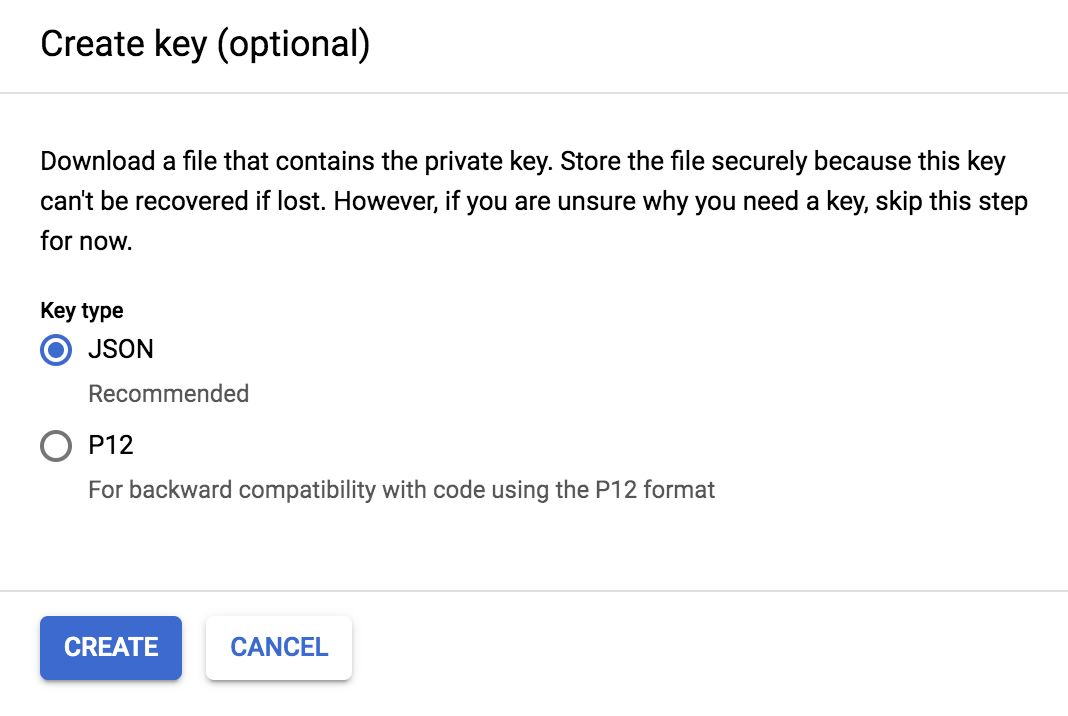 Create key (optional)
Download a file that contains the private key. Store the file securely because this key
can't be recovered if lost. However, if you are unsure why you need a key, skip this step
for now.
Key type
JSON
Recommended
P12
For backward compatibility with code using the P12 format
CREATE CANCEL